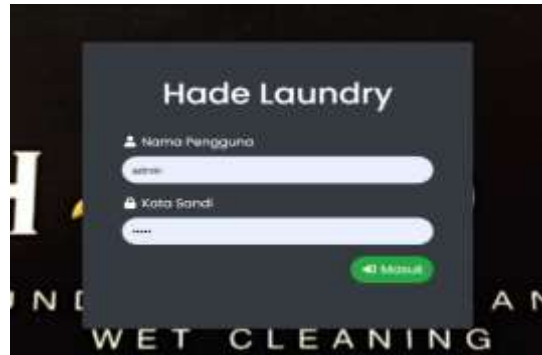 Hade Laundry
Nama Pengguna
admin
Kata Sandi
•••••
Masuk
WET CLEANING